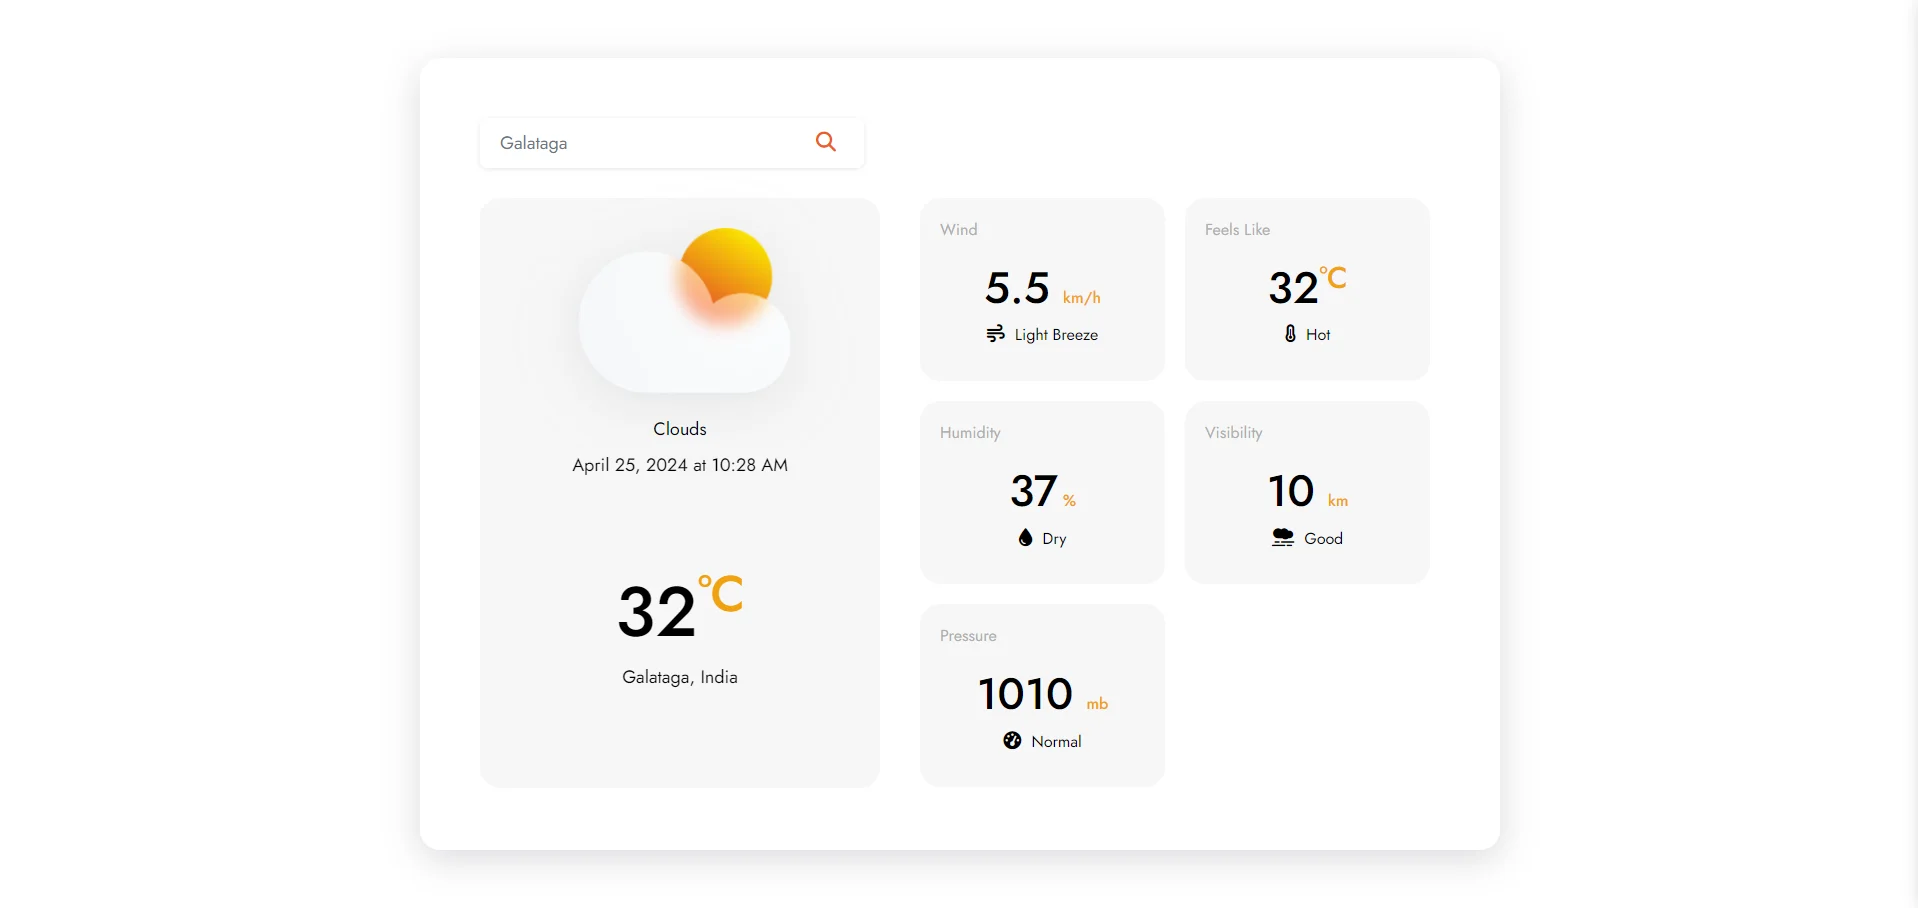 Galataga
Clouds
April 25, 2024 at 10:28 AM
32°C
Galataga, India
Wind
5.5 km/h
Light Breeze
Feels Like
32°C
Hot
Humidity
37 %
Dry
Visibility
10 km
Good
Pressure
1010 mb
Normal